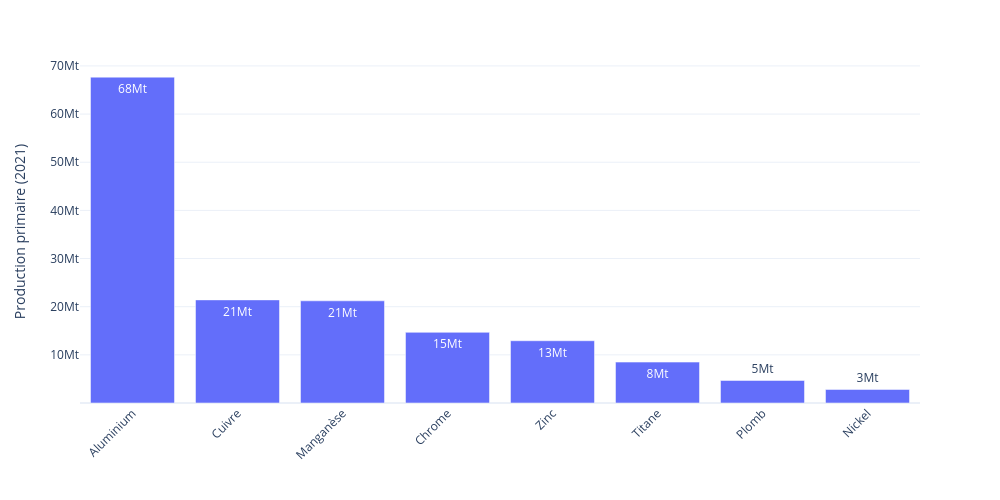 Production primaire (2021)
70Mt
60Mt
50Mt
40Mt
30Mt
20Mt
10Mt
68Mt
21Mt
21Mt
15Mt
13Mt
8Mt
5Mt
3Mt
Aluminium
Cuivre
Manganèse
Chrome
Zinc
Titane
Plomb
Nickel